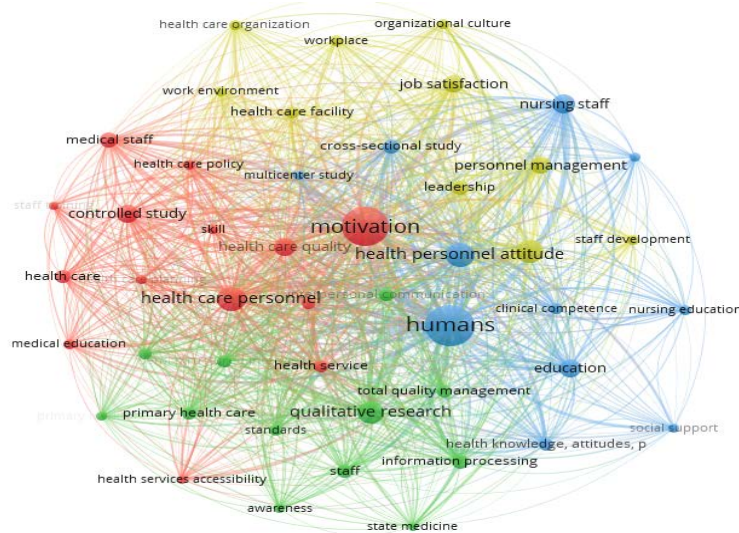 health care organization
organizational culture
workplace
work environment
job satisfaction
health care facility
nursing staff
medical staff
cross-sectional study
health care policy
multicenter study
personnel management
leadership
controlled study
skill
motivation
health care quality
health personnel attitude
staff development
health care
health care personnel
personal communication
clinical competence
nursing education
humans
medical education
health service
education
total quality management
primary health care
qualitative research
standards
social support
health knowledge, attitudes, p
information processing
staff
health services accessibility
awareness
state medicine